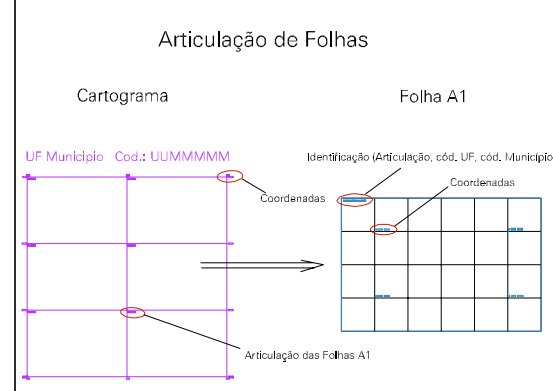 Articulação de Folhas
Cartograma
Folha A1
UF Municipio Cod.: UUMMMMM
Identificação (Articulação, cód. UF, cód. Município
Coordenadas
Coordenadas
Articulação das Folhas A1